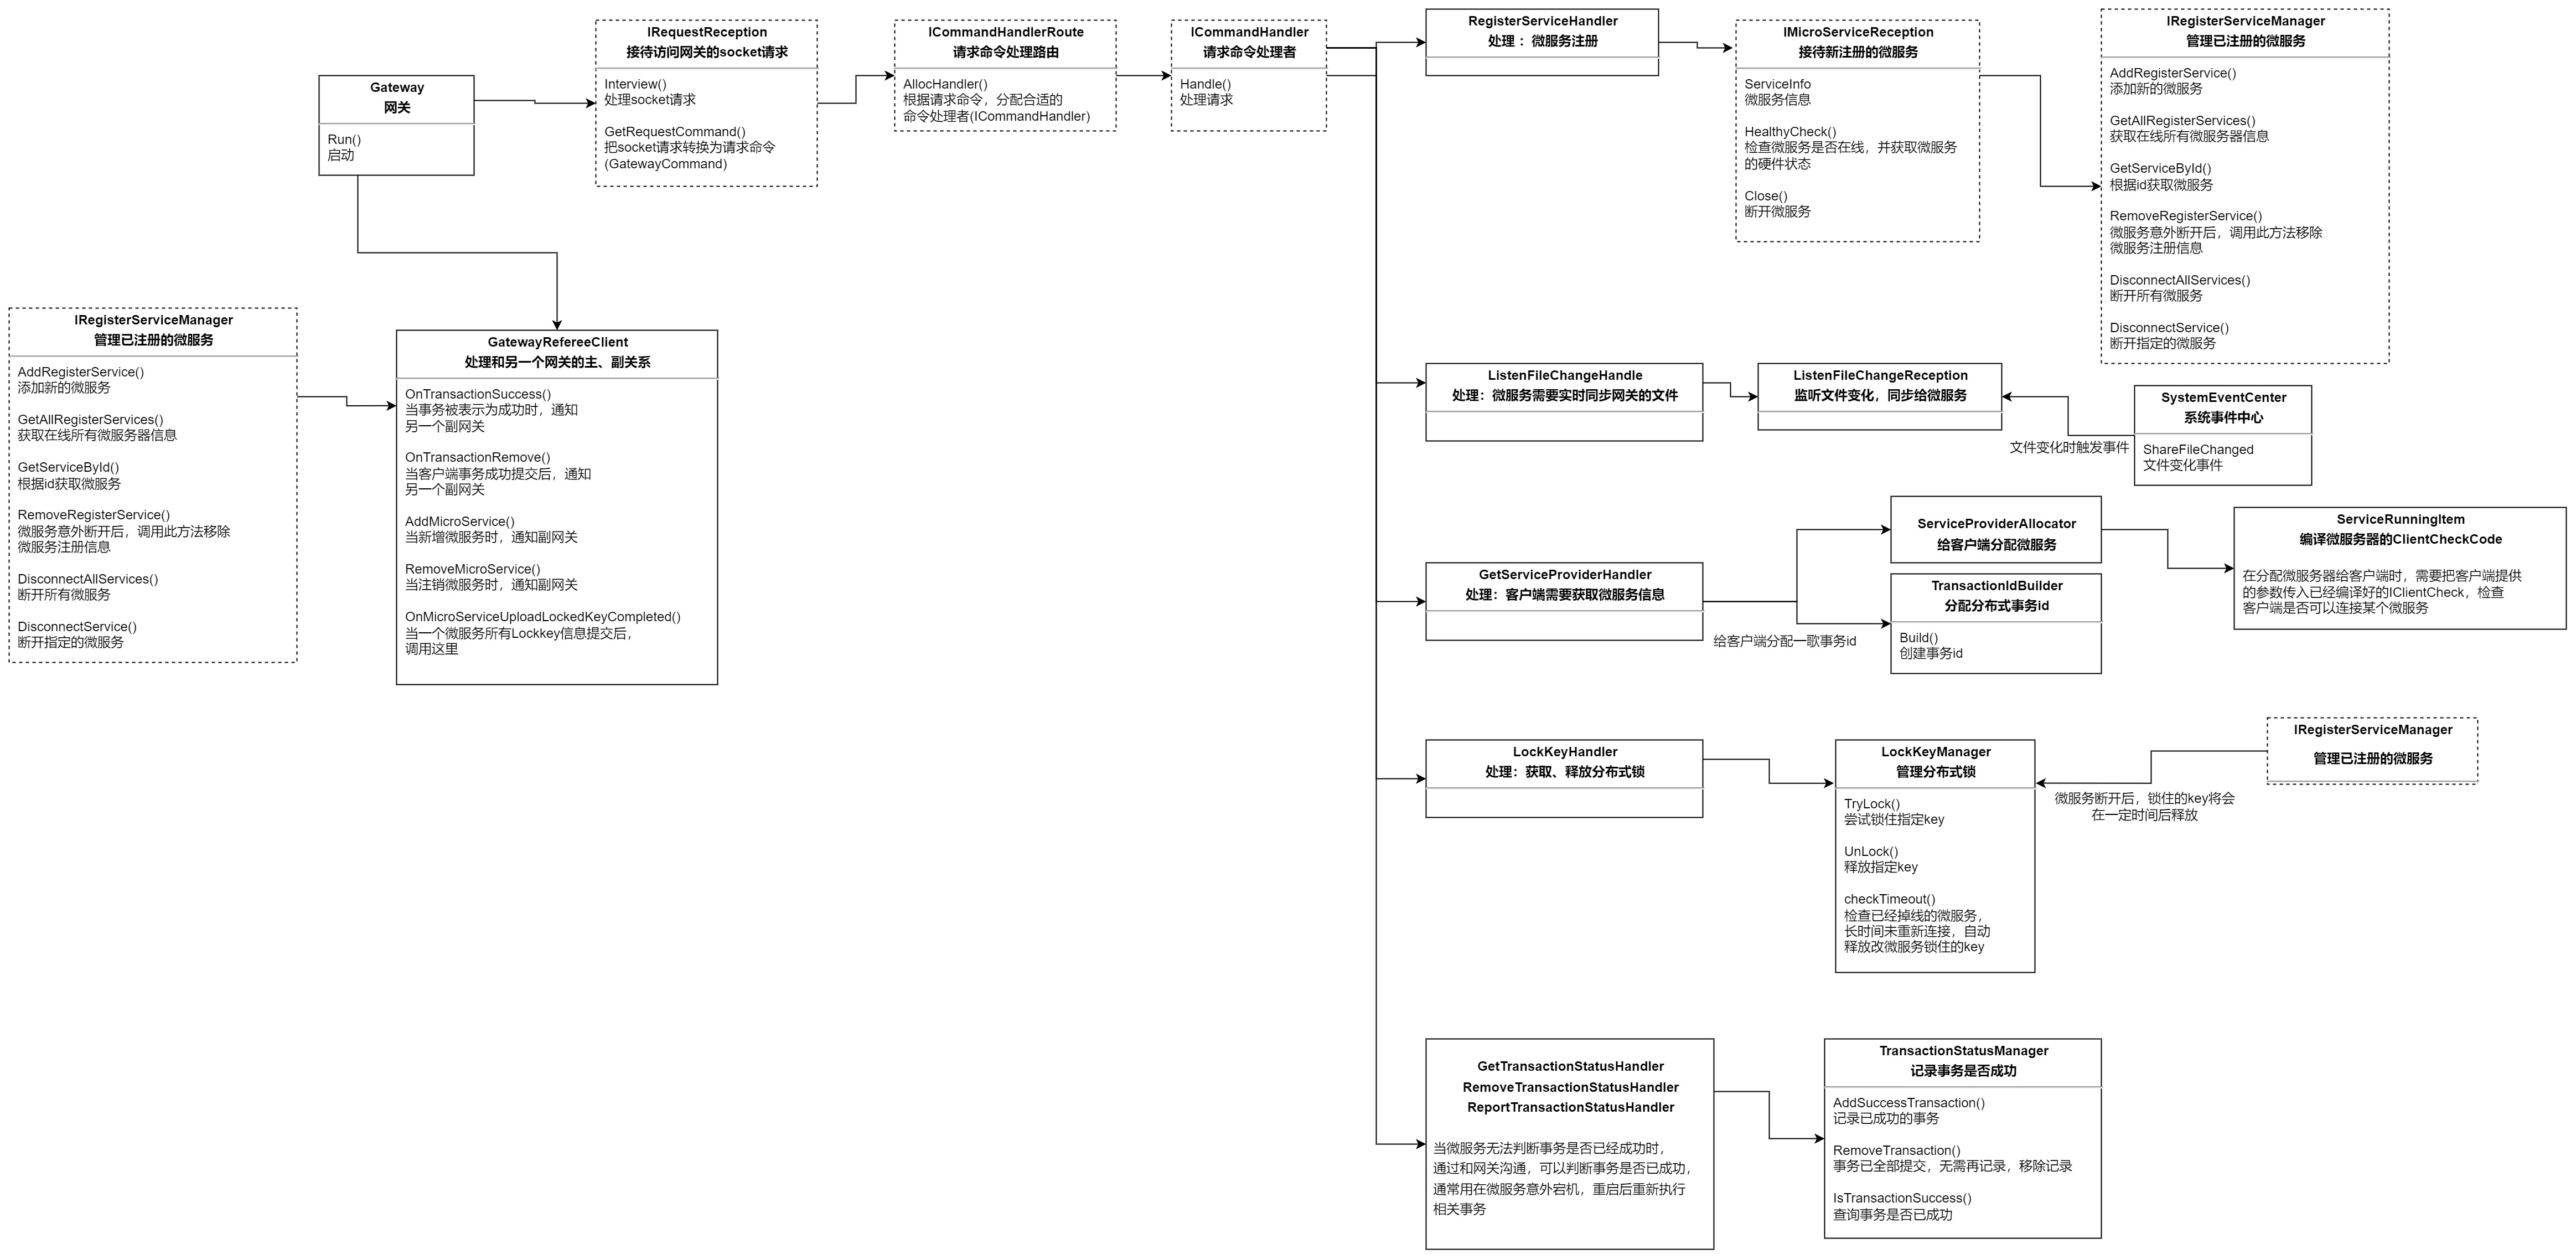 Gateway
网关
Run()
启动
IRequestReception
接待访问网关的socket请求
Interview()
处理socket请求
GetRequestCommand()
把socket请求转换为请求命令
(GatewayCommand)
ICommandHandlerRoute
请求命令处理路由
AllocHandler()
根据请求命令，分配合适的
命令处理者(ICommandHandler)
ICommandHandler
请求命令处理者
Handle()
处理请求
RegisterServiceHandler
处理 ：微服务注册
IMicroServiceReception
接待新注册的微服务
ServiceInfo
微服务信息
HealthyCheck()
检查微服务是否在线，并获取微服务
的硬件状态
Close()
断开微服务
IRegisterServiceManager
管理已注册的微服务
AddRegisterService()
添加新的微服务
GetAllRegisterServices()
获取在线所有微服务器信息
GetServiceById()
根据id获取微服务
RemoveRegisterService()
微服务意外断开后，调用此方法移除
微服务注册信息
DisconnectAllServices()
断开所有微服务
DisconnectService()
断开指定的微服务
IRegisterServiceManager
管理已注册的微服务
AddRegisterService()
添加新的微服务
GetAllRegisterServices()
获取在线所有微服务器信息
GetServiceById()
根据id获取微服务
RemoveRegisterService()
微服务意外断开后，调用此方法移除
微服务注册信息
DisconnectAllServices()
断开所有微服务
DisconnectService()
断开指定的微服务
GatewayRefereeClient
处理和另一个网关的主、副关系
OnTransactionSuccess()
当事务被表示为成功时，通知
另一个副网关
OnTransactionRemove()
当客户端事务成功提交后，通知
另一个副网关
AddMicroService()
当新增微服务时，通知副网关
RemoveMicroService()
当注销微服务时，通知副网关
OnMicroServiceUploadLockedKeyCompleted()
当一个微服务所有Lockkey信息提交后，
调用这里
ListenFileChangeHandle
处理：微服务需要实时同步网关的文件
ListenFileChangeReception
监听文件变化，同步给微服务
文件变化时触发事件
SystemEventCenter
系统事件中心
ShareFileChanged
文件变化事件
GetServiceProviderHandler
处理：客户端需要获取微服务信息
给客户端分配一歌事务id
ServiceProviderAllocator
给客户端分配微服务
TransactionIdBuilder
分配分布式事务id
Build()
创建事务id
ServiceRunningItem
编译微服务器的ClientCheckCode
在分配微服务器给客户端时，需要把客户端提供
的参数传入已经编译好的IClientCheck，检查
客户端是否可以连接某个微服务
LockKeyHandler
处理：获取、释放分布式锁
LockKeyManager
管理分布式锁
TryLock()
尝试锁住指定key
UnLock()
释放指定key
checkTimeout()
检查已经掉线的微服务，
长时间未重新连接，自动
释放改微服务锁住的key
IRegisterServiceManager
管理已注册的微服务
微服务断开后，锁住的key将会
在一定时间后释放
GetTransactionStatusHandler
RemoveTransactionStatusHandler
ReportTransactionStatusHandler
当微服务无法判断事务是否已经成功时，
通过和网关沟通，可以判断事务是否已成功，
通常用在微服务意外宕机，重启后重新执行
相关事务
TransactionStatusManager
记录事务是否成功
AddSuccessTransaction()
记录已成功的事务
RemoveTransaction()
事务已全部提交，无需再记录，移除记录
IsTransactionSuccess()
查询事务是否已成功